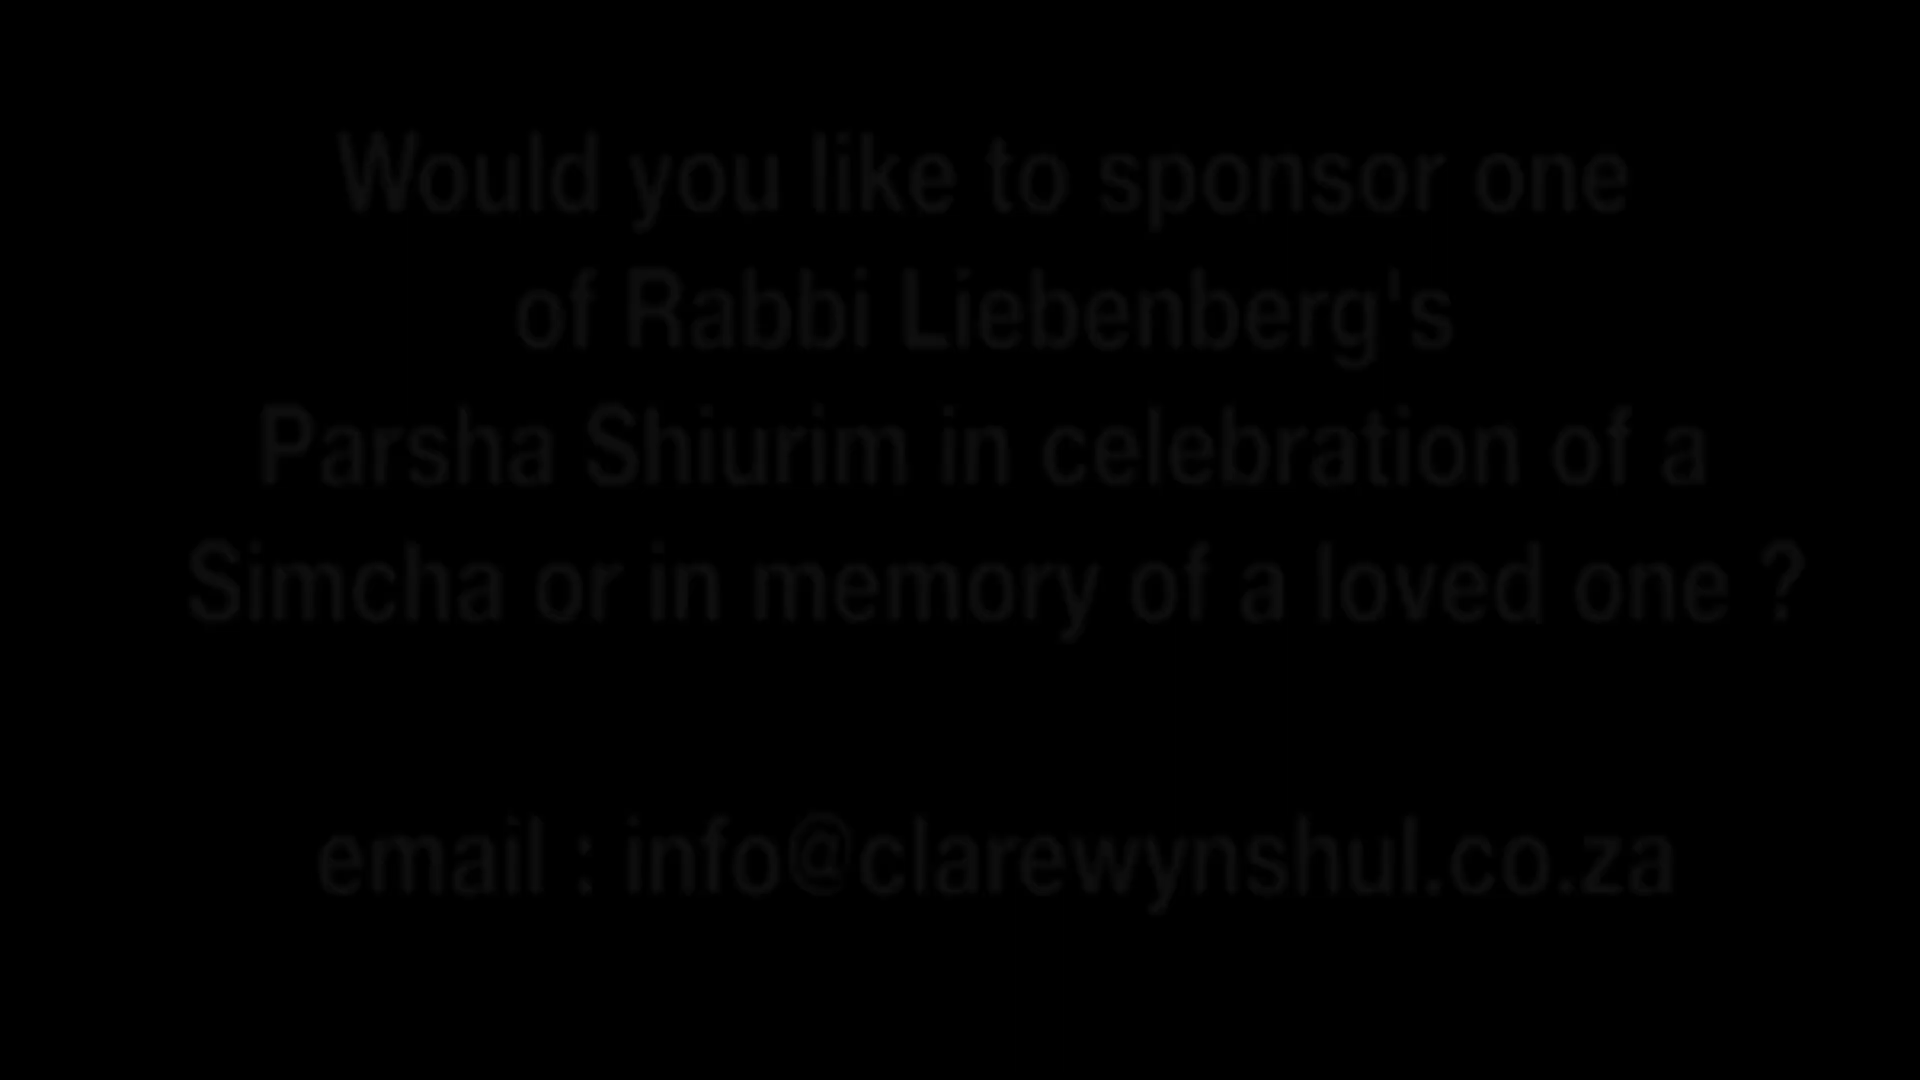 Would you like to sponsor one
of Rabbi Liebenberg's
Parsha Shiurim in celebration of a
Simcha or in memory of a loved one ?
email : info@clarewynshul.co.za